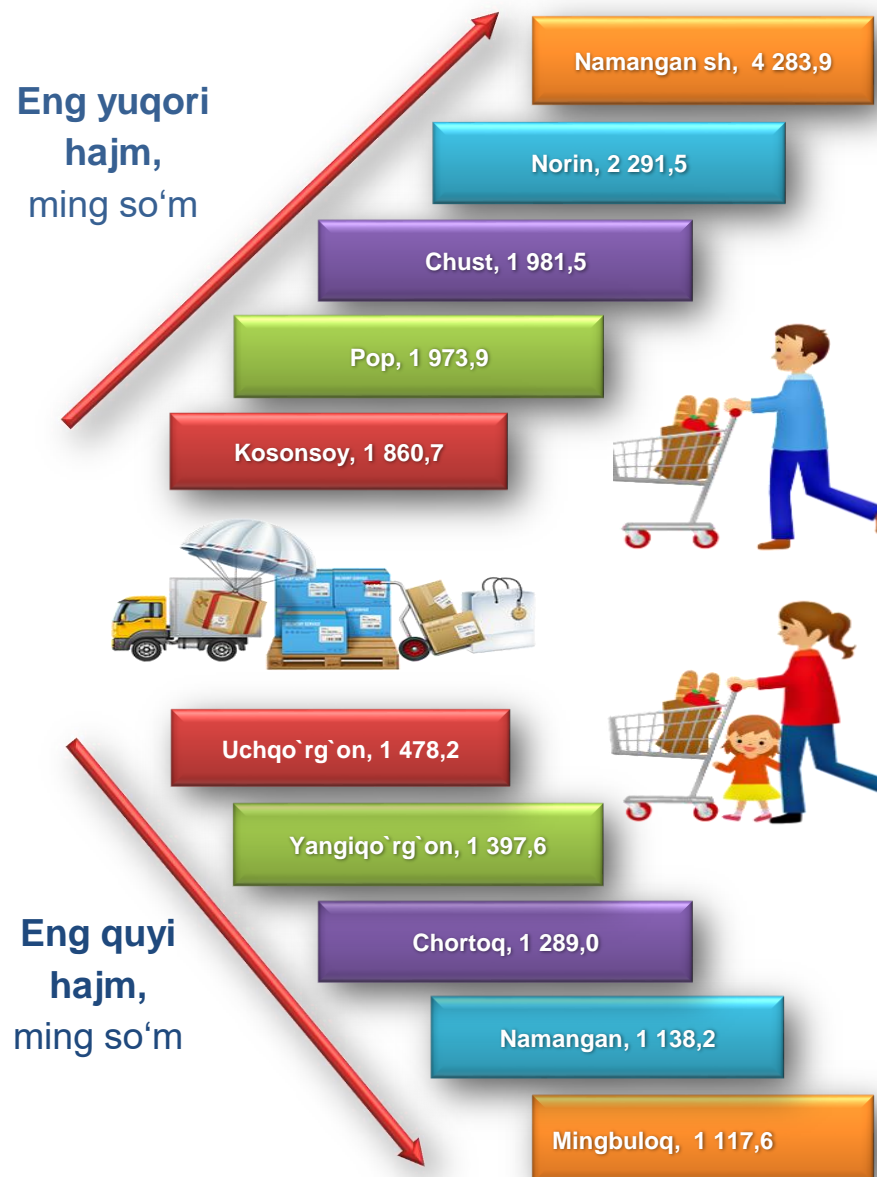 Eng yuqori
hajm,
ming so‘m
Namangan sh, 4 283,9
Norin, 2 291,5
Chust, 1 981,5
Pop, 1 973,9
Kosonsoy, 1 860,7
Uchqo`rg`on, 1 478,2
Yangiqo`rg`on, 1 397,6
Chortoq, 1 289,0
Eng quyi
hajm,
ming so‘m
Namangan, 1 138,2
Mingbuloq, 1 117,6